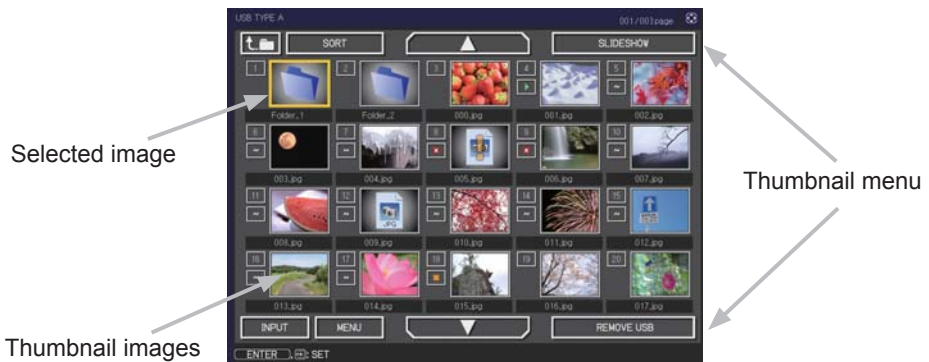 USB TYPE A 001/003page
SORT SLIDESHOW
1 2 3 4 5
Folder_1 Folder_2 000.jpg 001.jpg 002.jpg
Selected image
6 7 8 9 10
003.jpg 004.jpg 005.jpg 006.jpg 007.jpg
Thumbnail menu
11 12 13 14 15
JPG
008.jpg 009.jpg 010.jpg 011.jpg 012.jpg
16 17 18 19 20
013.jpg 014.jpg 015.jpg 016.jpg 017.jpg
Thumbnail images
INPUT MENU REMOVE USB
ENTER , : SET